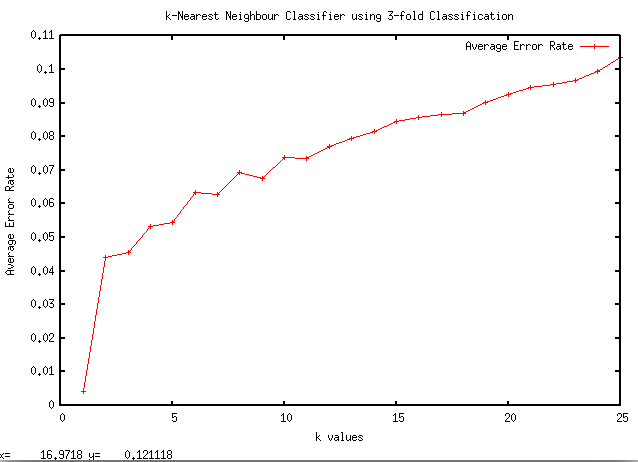 k-Nearest Neighbour Classifier using 3-fold Classification
Average Error Rate
0.11
0.1
0.09
0.08
0.07
0.06
0.05
0.04
0.03
0.02
0.01
0
Average Error Rate
0 5 10 15 20 25
k values
x= 16.9718 y= 0.121118